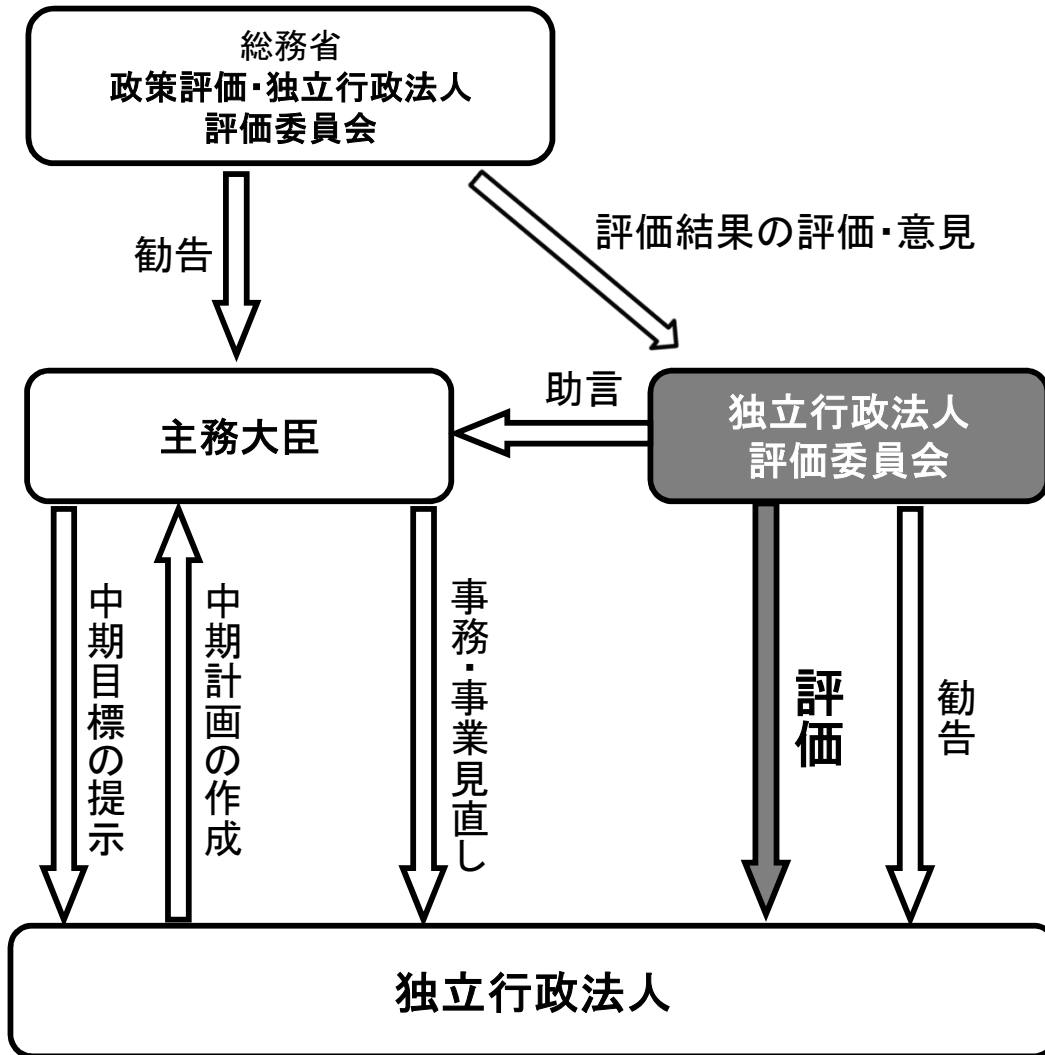 総務省
政策評価・独立行政法人
評価委員会
勧告
評価結果の評価・意見
主務大臣
助言
独立行政法人
評価委員会
中期目標の提示
中期計画の作成
事務・事業見直し
評価
勧告
独立行政法人